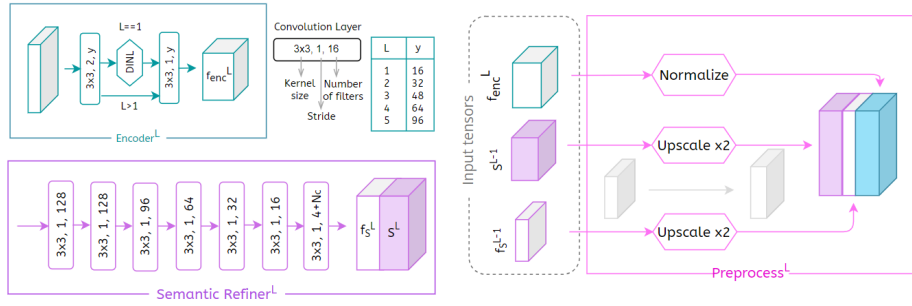 L==1
3x3, 2, y
DINL
3x3, 1, y
f_enc^L
L>1
Encoder^L
Convolution Layer
3x3, 1, 16
Kernel size
Number of filters
Stride
L y
1 16
2 32
3 48
4 64
5 96
3x3, 1, 128
3x3, 1, 128
3x3, 1, 96
3x3, 1, 64
3x3, 1, 32
3x3, 1, 16
3x3, 1, 4+Nc
f_S^L
S^L
Semantic Refiner^L
Input tensors
f_enc^L
S^L-1
f_S^L-1
Normalize
Upscale x2
Upscale x2
Preprocess^L